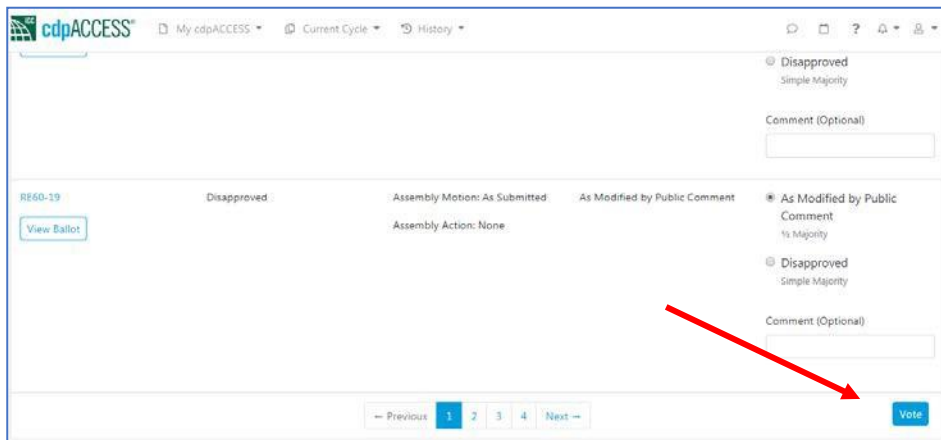 ICC cdpACCESS®
My cdpACCESS
Current Cycle
History
?
Disapproved
Simple Majority
Comment (Optional)
RE60-19
Disapproved
Assembly Motion: As Submitted
As Modified by Public Comment
As Modified by Public
Comment
View Ballot
Assembly Action: None
⅔ Majority
Disapproved
Simple Majority
Comment (Optional)
← Previous 1 2 3 4 Next →
Vote